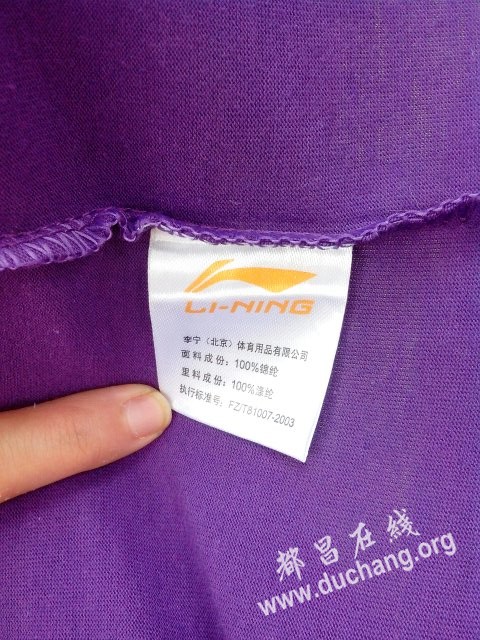 LI-NING
李宁（北京）体育用品有限公司
面料成份：100%锦纶
里料成份：100%涤纶
执行标准号：FZ/T81007-2003
都昌在线
www.duchang.org